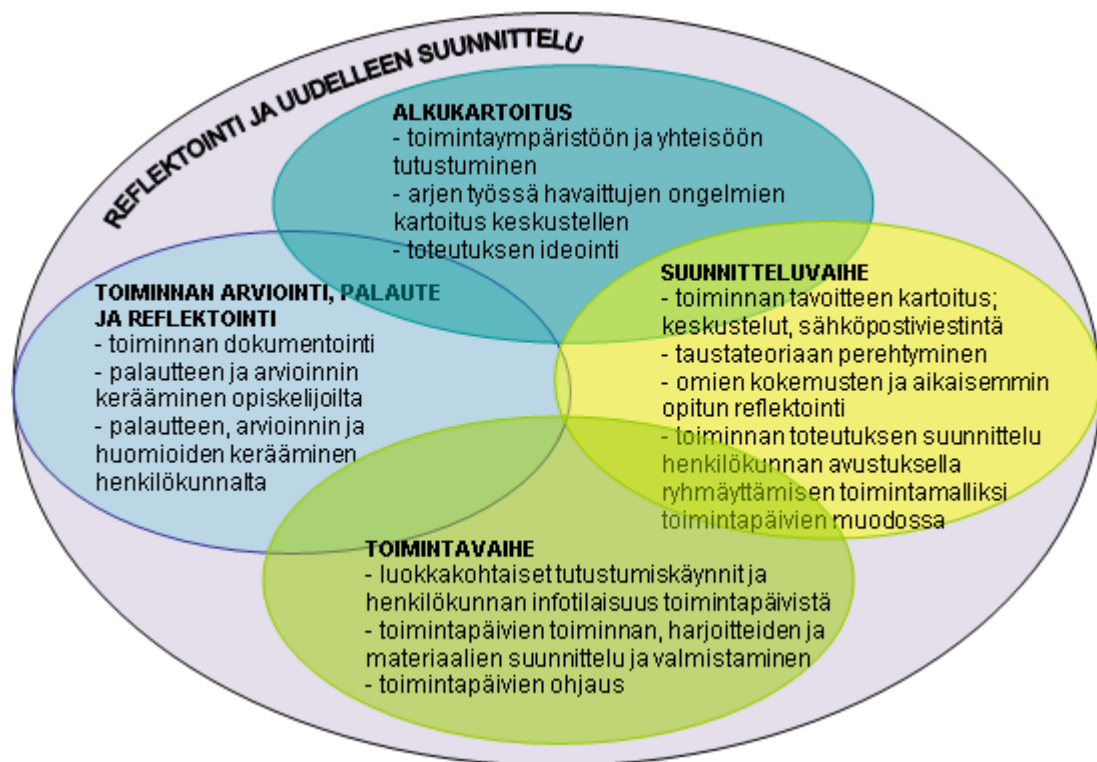 REFLEKTOINTI JA UUDELLEEN SUUNNITTELU
ALKUKARTOITUS
- toimintaympäristöön ja yhteisöön
tutustuminen
- arjen työssä havaittujen ongelmien
kartoitus keskustellen
- toteutuksen ideointi
TOIMINNAN ARVIOINTI, PALAUTE
JA REFLEKTOINTI
- toiminnan dokumentointi
- palautteen ja arvioinnin
kerääminen opiskelijoilta
- palautteen, arvioinnin ja
huomioiden kerääminen
henkilökunnalta
SUUNNITTELUVAIHE
- toiminnan tavoitteen kartoitus;
keskustelut, sähköpostiviestintä
- taustateoriaan perehtyminen
- omien kokemusten ja aikaisemmin
opitun reflektointi
- toiminnan toteutuksen suunnittelu
henkilökunnan avustuksella
ryhmäyttämisen toimintamalliksi
toimintapäivien muodossa
TOIMINTAVAIHE
- luokkakohtaiset tutustumiskäynnit ja
henkilökunnan infotilaisuus toimintapäivistä
- toimintapäivien toiminnan, harjoitteiden ja
materiaalien suunnittelu ja valmistaminen
- toimintapäivien ohjaus